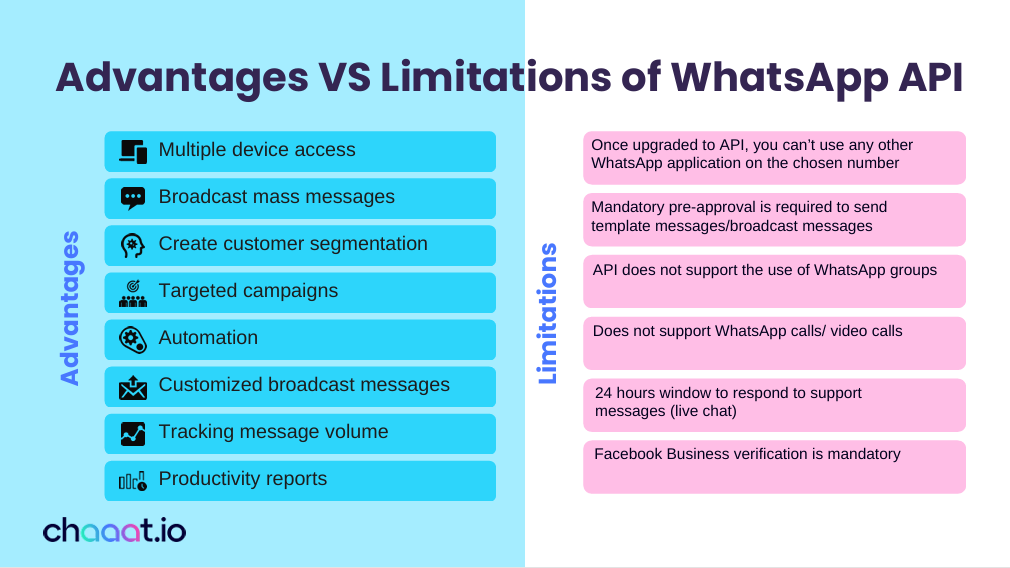 Advantages VS Limitations of WhatsApp API
Advantages
Multiple device access
Broadcast mass messages
Create customer segmentation
Targeted campaigns
Automation
Customized broadcast messages
Tracking message volume
Productivity reports
Limitations
Once upgraded to API, you can’t use any other
WhatsApp application on the chosen number
Mandatory pre-approval is required to send
template messages/broadcast messages
API does not support the use of WhatsApp groups
Does not support WhatsApp calls/ video calls
24 hours window to respond to support
messages (live chat)
Facebook Business verification is mandatory
chaaat.io